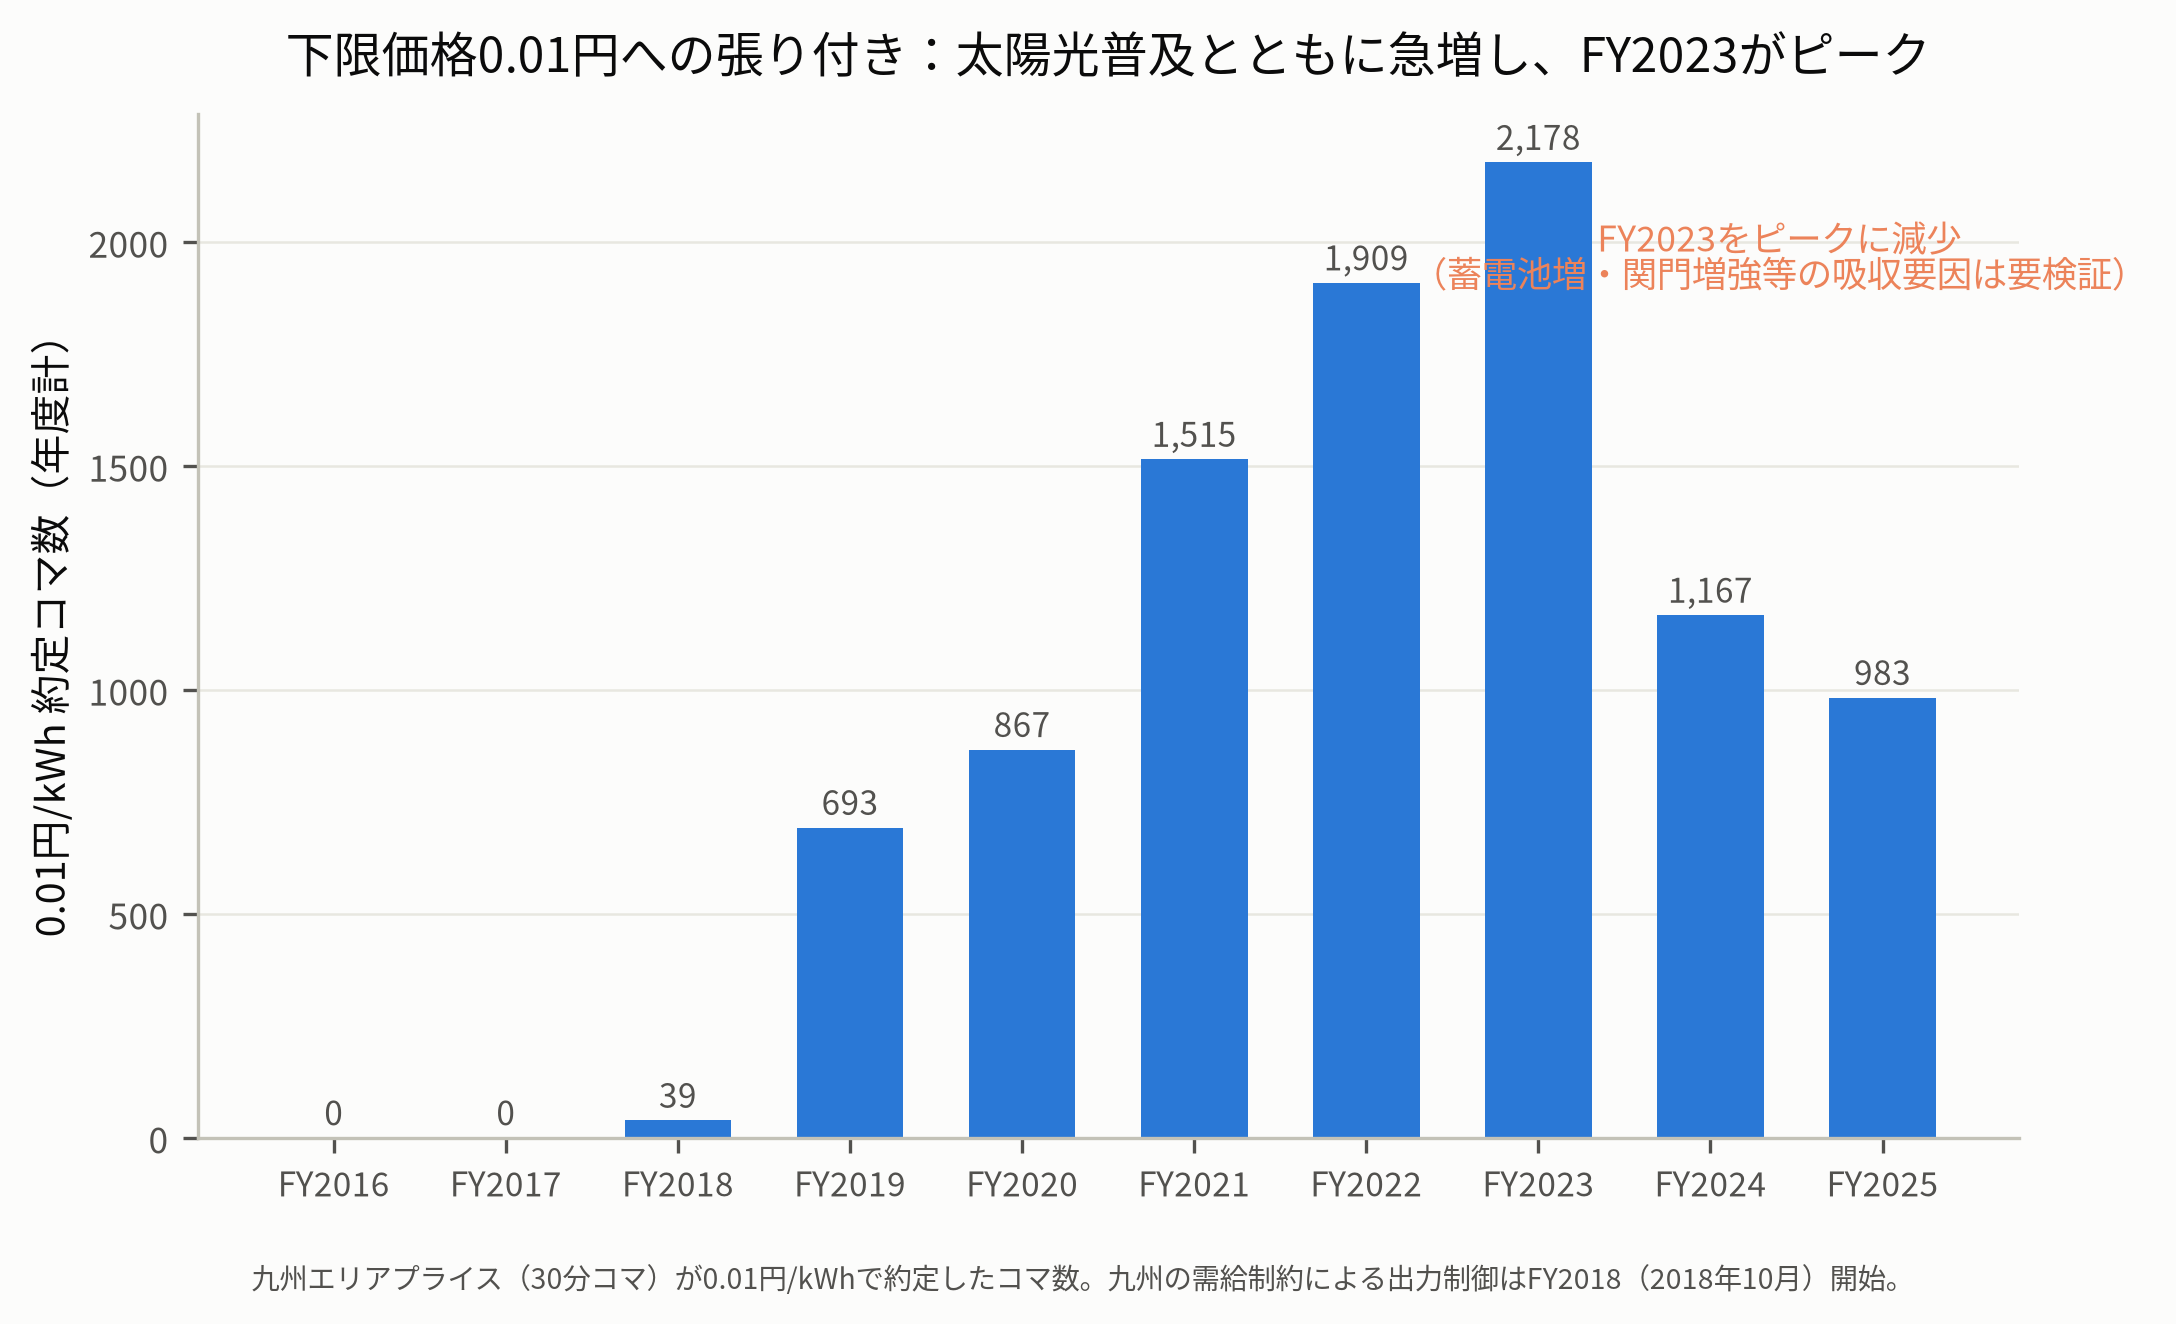 下限価格0.01円への張り付き：太陽光普及とともに急増し、FY2023がピーク
0.01円/kWh 約定コマ数（年度計）
2000
1500
1000
500
0
0
0
39
693
867
1,515
1,909
2,178
1,167
983
FY2023をピークに減少
（蓄電池増・関門増強等の吸収要因は要検証）
FY2016
FY2017
FY2018
FY2019
FY2020
FY2021
FY2022
FY2023
FY2024
FY2025
九州エリアプライス（30分コマ）が0.01円/kWhで約定したコマ数。九州の需給制約による出力制御はFY2018（2018年10月）開始。